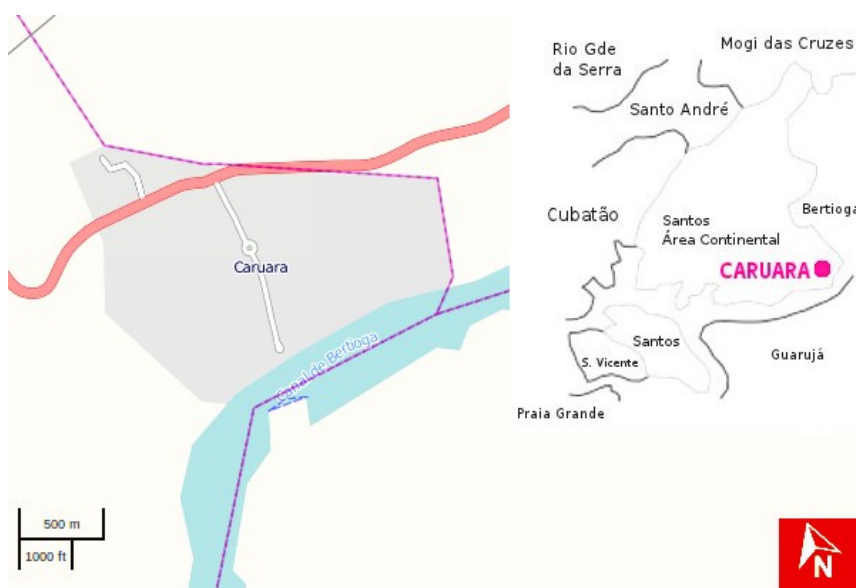 Caruara
Canal de Bertioga
500 m
1000 ft
Rio Gde
da Serra
Mogi das Cruzes
Santo André
Cubatão
Bertioga
Santos
Área Continental
CARUARA
Santos
S. Vicente
Guarujá
Praia Grande
N